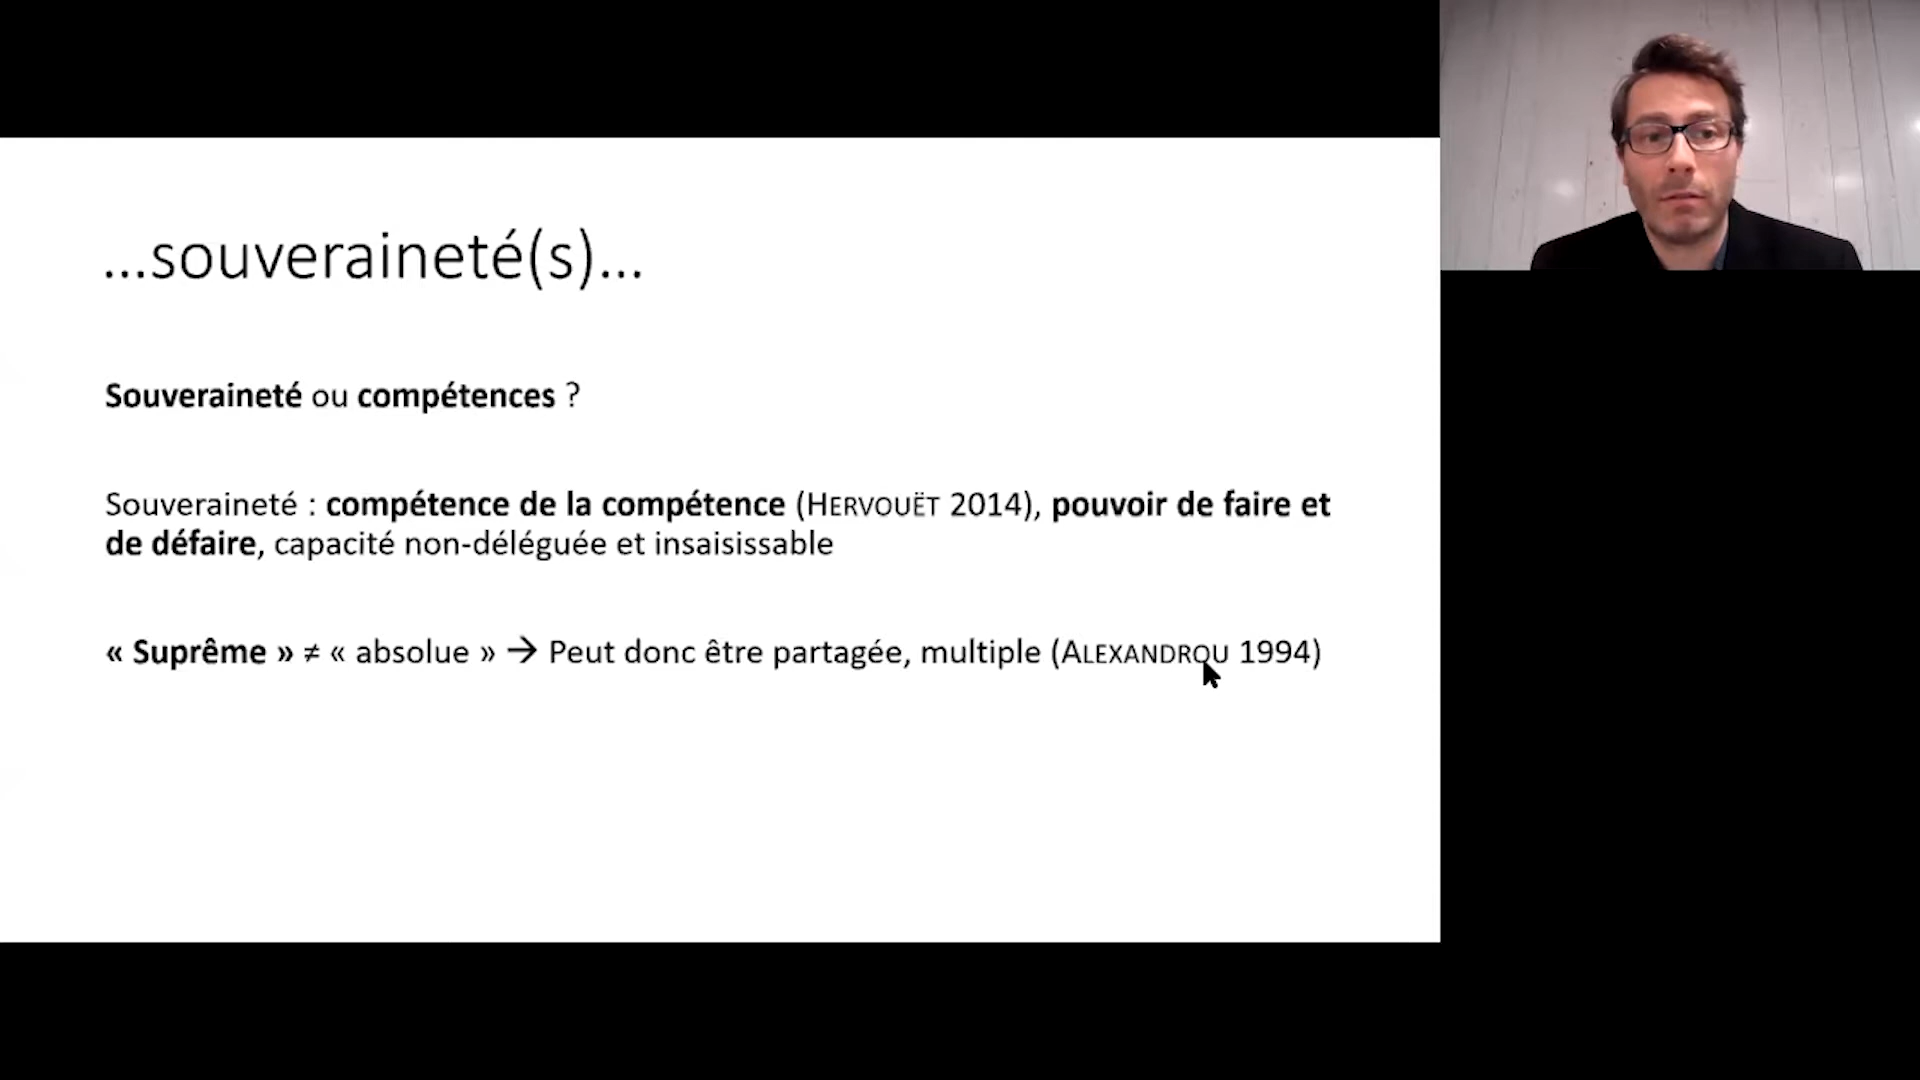 ...souveraineté(s)...
Souveraineté ou compétences ?
Souveraineté : compétence de la compétence (HERVOUËT 2014), pouvoir de faire et
de défaire, capacité non-déléguée et insaisissable
« Suprême » ≠ « absolue » → Peut donc être partagée, multiple (ALEXANDROU 1994)